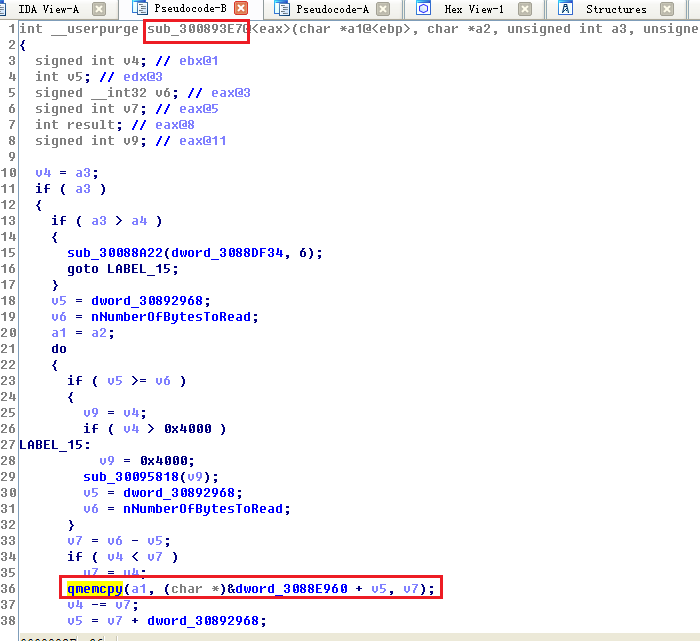 IDA View-A Pseudocode-B Pseudocode-A Hex View-1 Structures
1 int __userpurge sub_300893E7@<eax>(char *a1@<ebp>, char *a2, unsigned int a3, unsigne
2 {
3 signed int v4; // ebx@1
4 int v5; // edx@3
5 signed __int32 v6; // eax@3
6 signed int v7; // eax@5
7 int result; // eax@8
8 signed int v9; // eax@11
9
10 v4 = a3;
11 if ( a3 )
12 {
13 if ( a3 > a4 )
14 {
15 sub_30088A22(dword_3088DF34, 6);
16 goto LABEL_15;
17 }
18 v5 = dword_30892968;
19 v6 = nNumberOfBytesToRead;
20 a1 = a2;
21 do
22 {
23 if ( v5 >= v6 )
24 {
25 v9 = v4;
26 if ( v4 > 0x4000 )
27 LABEL_15:
28 v9 = 0x4000;
29 sub_30095818(v9);
30 v5 = dword_30892968;
31 v6 = nNumberOfBytesToRead;
32 }
33 v7 = v6 - v5;
34 if ( v4 < v7 )
35 v7 = v4;
36 qmemcpy(a1, (char *)&dword_3088E960 + v5, v7);
37 v4 -= v7;
38 v5 = v7 + dword_30892968;